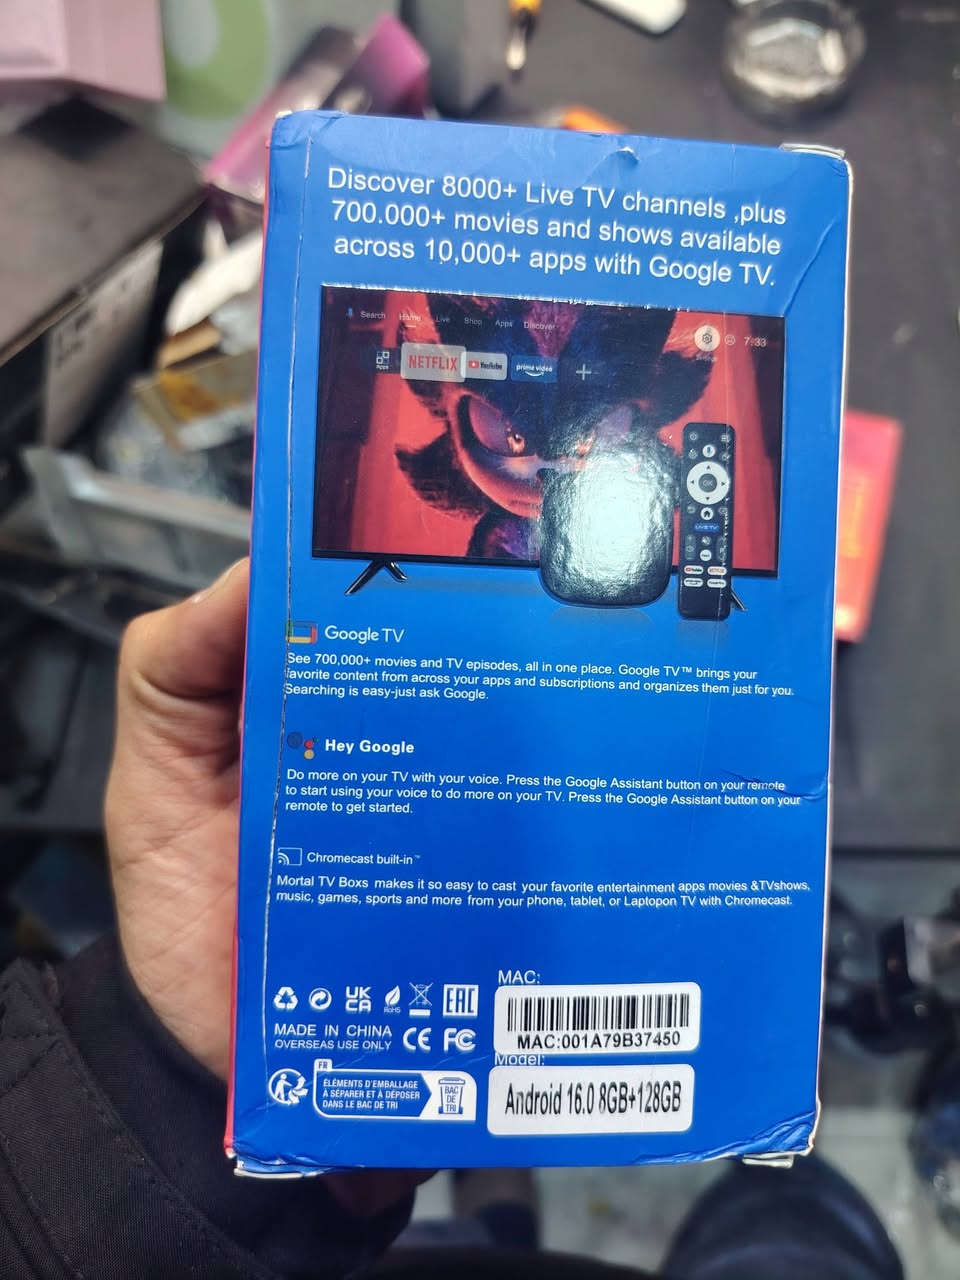 Discover 8000+ Live TV channels ,plus
700.000+ movies and shows available
across 10,000+ apps with Google TV.
Search Home Live Shop Apps Discover
7:33
Settings
Apps NETFLIX YouTube prime video
OK
LIVE TV
YouTube NETFLIX
Google TV
See 700,000+ movies and TV episodes, all in one place. Google TV™ brings your
favorite content from across your apps and subscriptions and organizes them just for you.
Searching is easy-just ask Google.
Hey Google
Do more on your TV with your voice. Press the Google Assistant button on your remote
to start using your voice to do more on your TV. Press the Google Assistant button on your
remote to get started.
Chromecast built-in™
Mortal TV Boxs makes it so easy to cast your favorite entertainment apps movies &TVshows,
music, games, sports and more from your phone, tablet, or Laptopon TV with Chromecast.
UK
CA
RoHS
EAC
MADE IN CHINA
OVERSEAS USE ONLY
CE FC
FR
ÉLÉMENTS D'EMBALLAGE
À SÉPARER ET À DÉPOSER
DANS LE BAC DE TRI
BAC
DE
TRI
MAC:
MAC:001A79B37450
Model:
Android 16.0 8GB+128GB